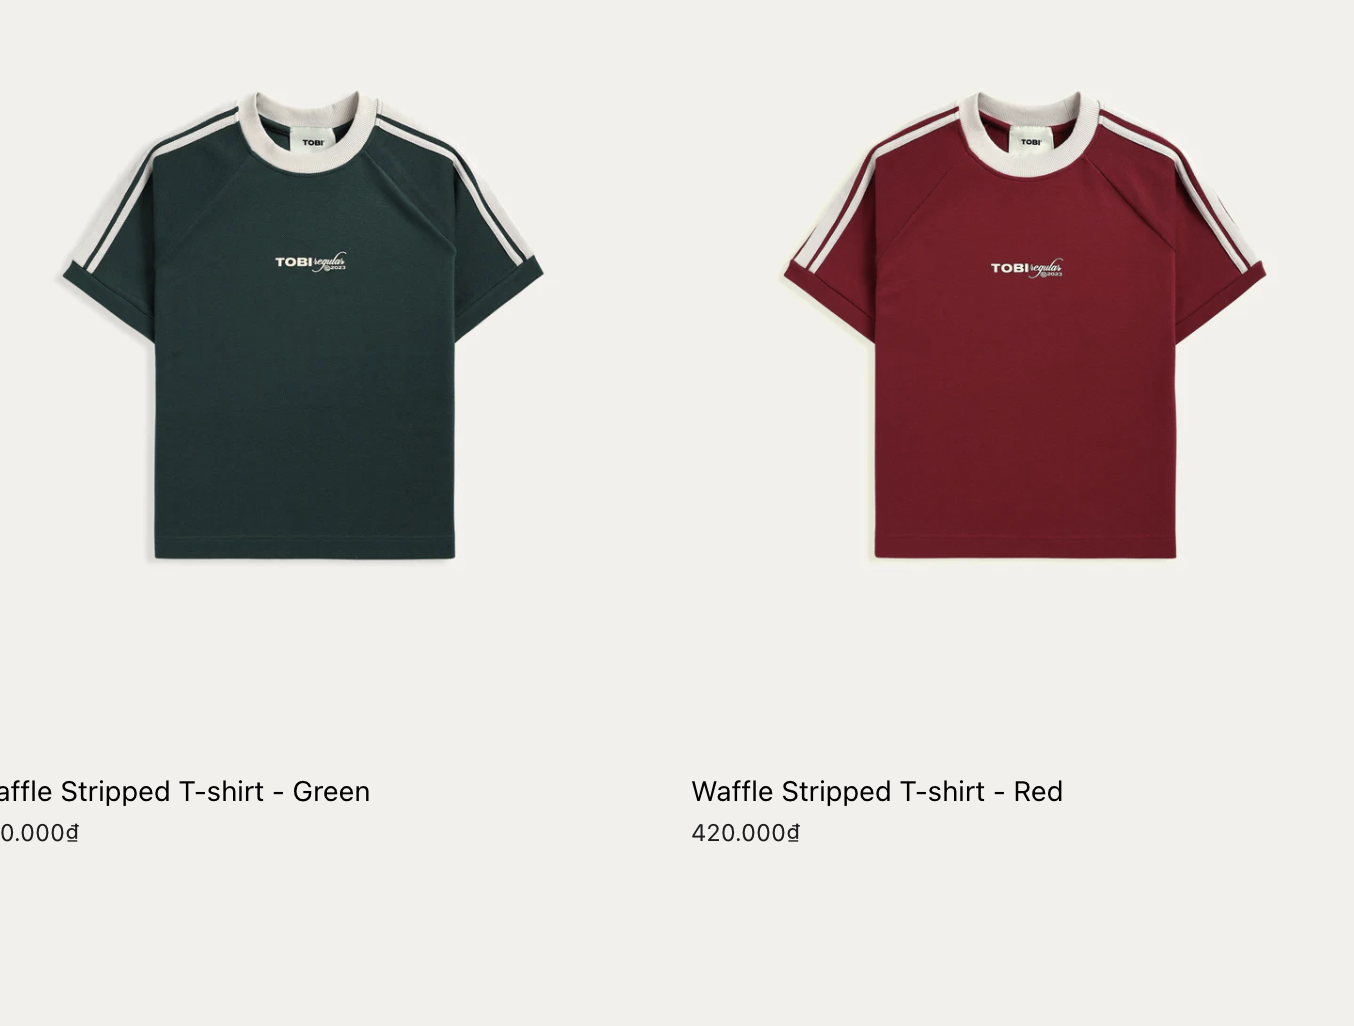 TOBI
TOBI regular
©2023
TOBI
TOBI regular
©2023
affle Stripped T-shirt - Green
0.000₫
Waffle Stripped T-shirt - Red
420.000₫